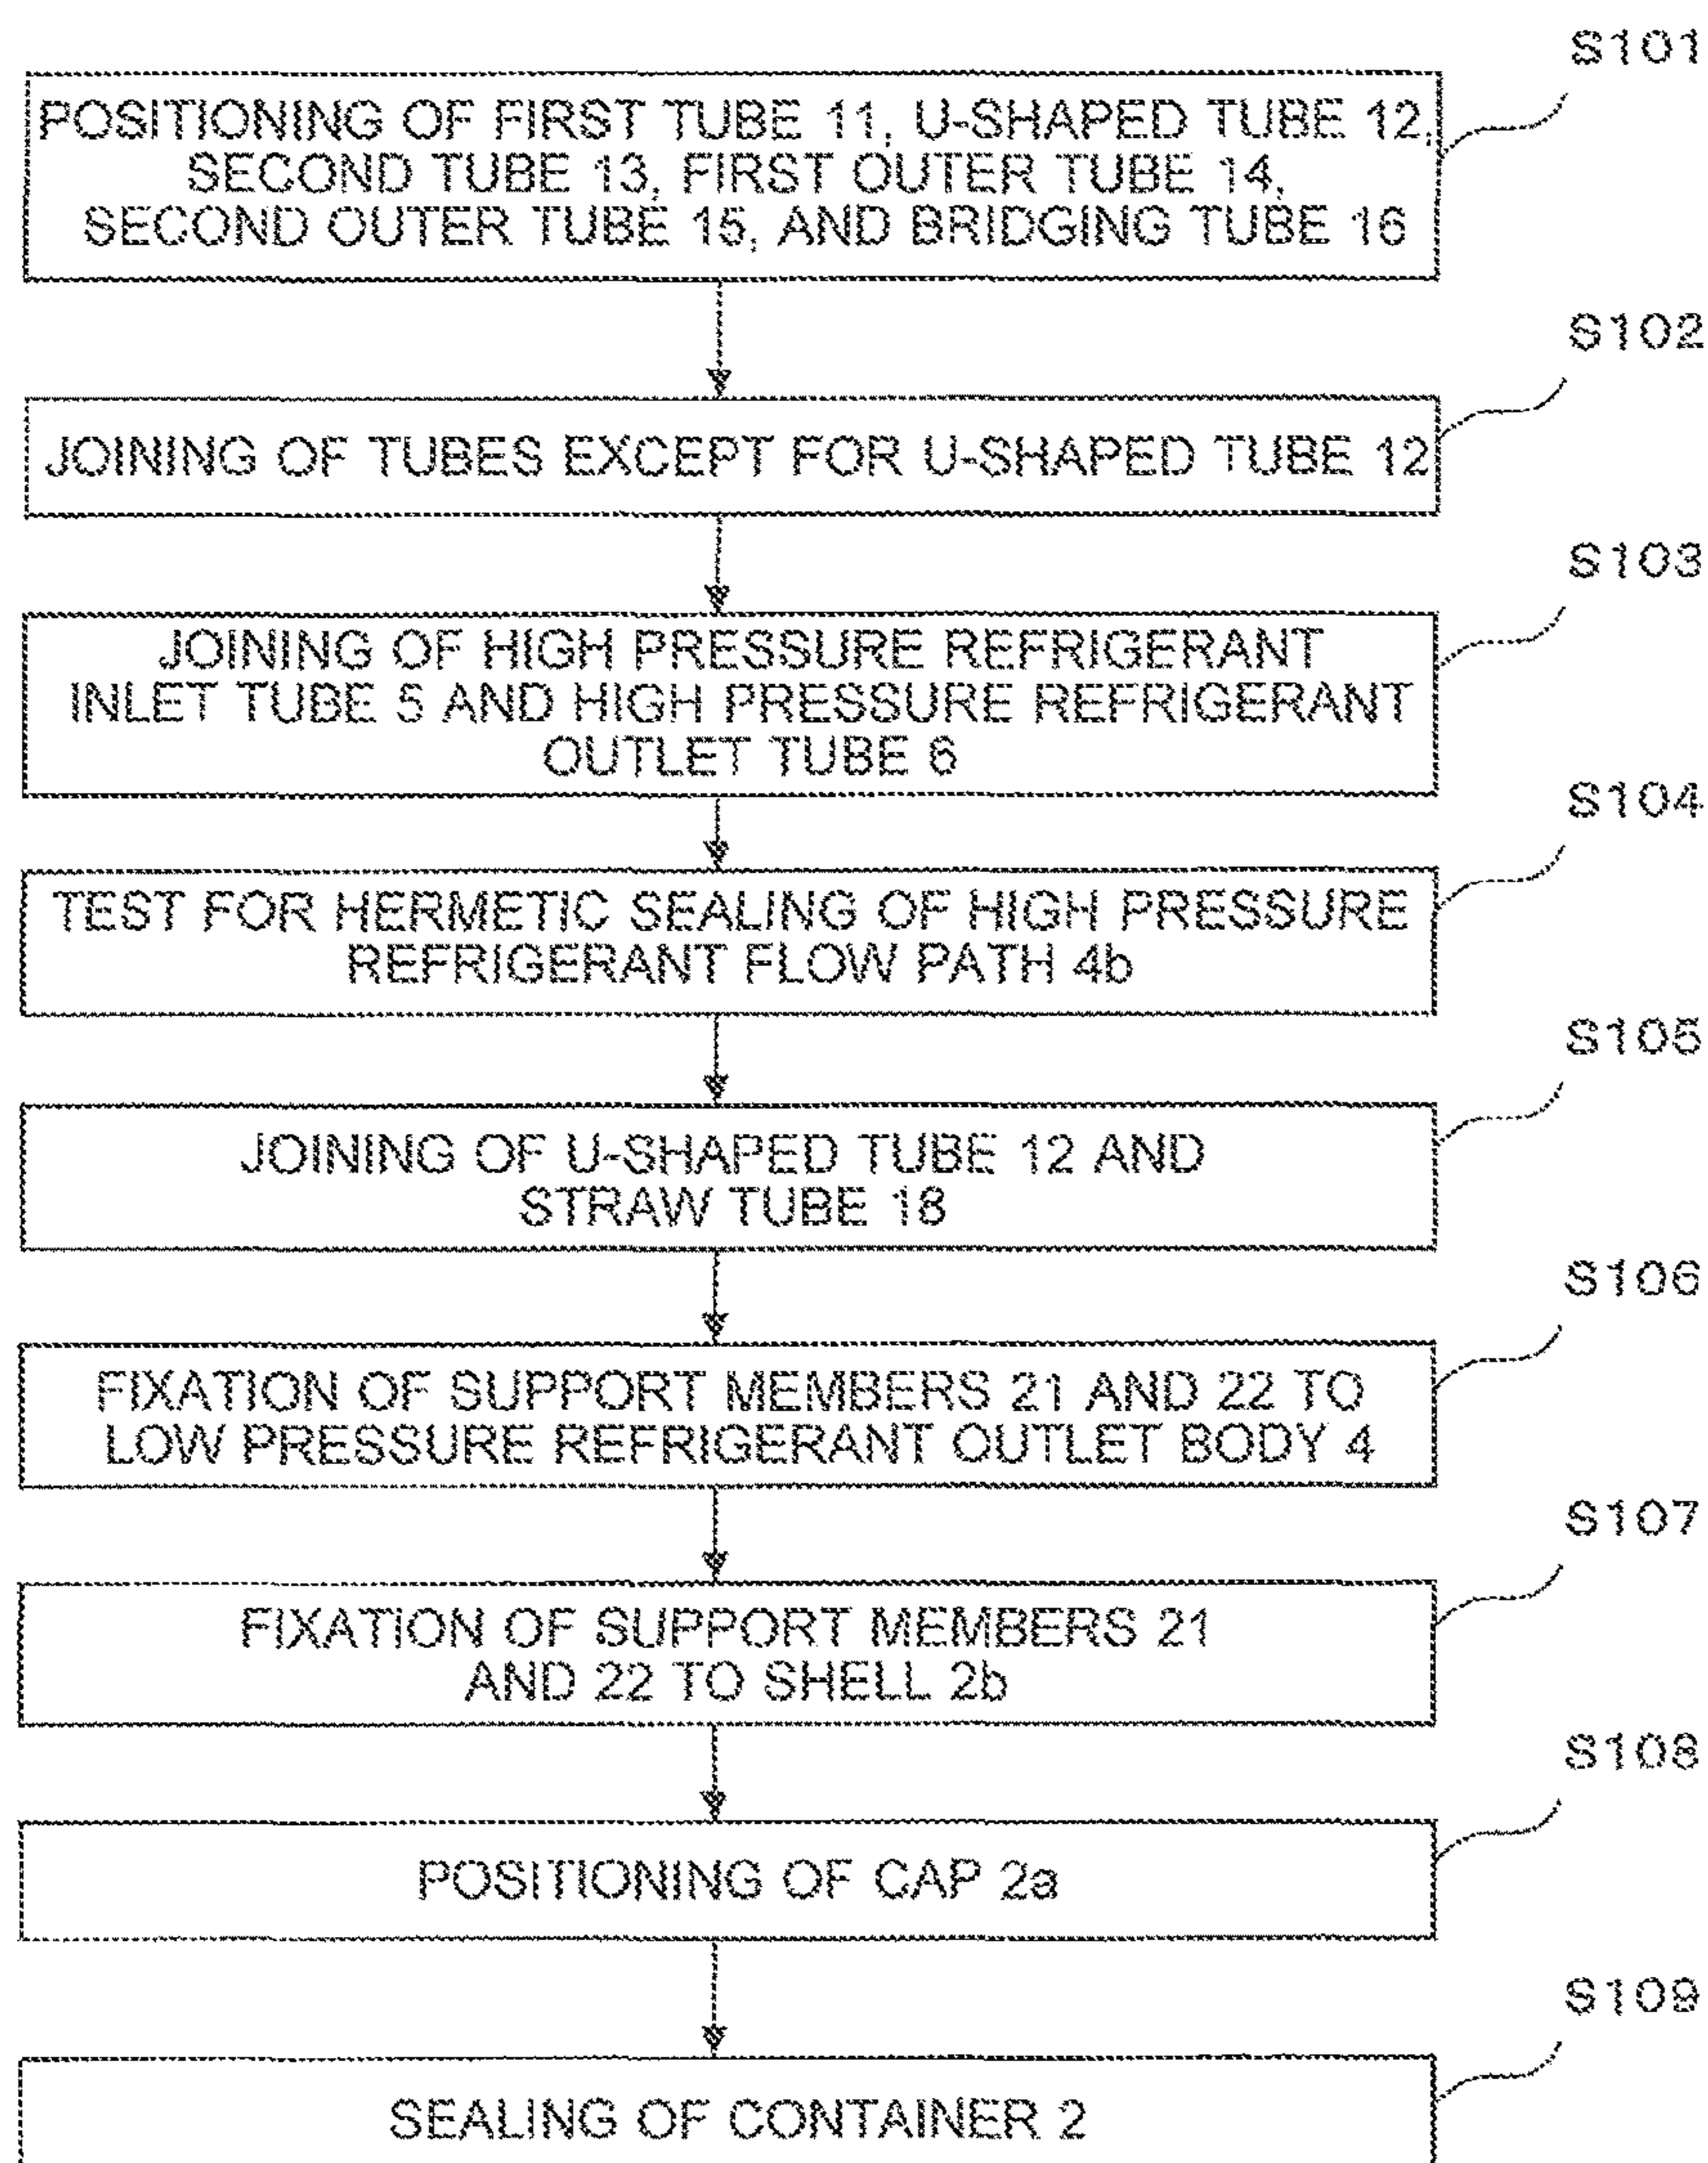 S101
POSITIONING OF FIRST TUBE 11, U-SHAPED TUBE 12,
SECOND TUBE 13, FIRST OUTER TUBE 14,
SECOND OUTER TUBE 15, AND BRIDGING TUBE 16
S102
JOINING OF TUBES EXCEPT FOR U-SHAPED TUBE 12
S103
JOINING OF HIGH PRESSURE REFRIGERANT
INLET TUBE 5 AND HIGH PRESSURE REFRIGERANT
OUTLET TUBE 6
S104
TEST FOR HERMETIC SEALING OF HIGH PRESSURE
REFRIGERANT FLOW PATH 4b
S105
JOINING OF U-SHAPED TUBE 12 AND
STRAW TUBE 18
S106
FIXATION OF SUPPORT MEMBERS 21 AND 22 TO
LOW PRESSURE REFRIGERANT OUTLET BODY 4
S107
FIXATION OF SUPPORT MEMBERS 21
AND 22 TO SHELL 2b
S108
POSITIONING OF CAP 2a
S109
SEALING OF CONTAINER 2